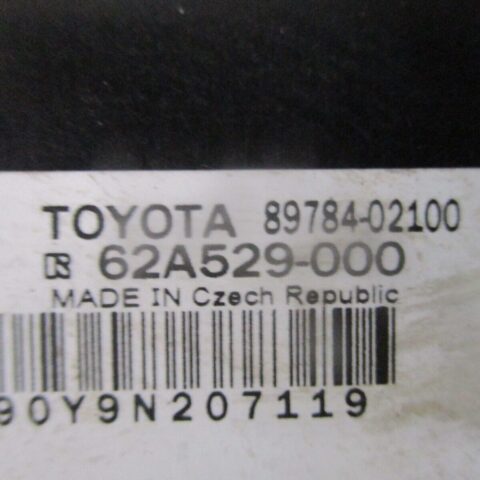 TOYOTA 89784-02100
62A529-000
MADE IN Czech Republic
90Y9N207119